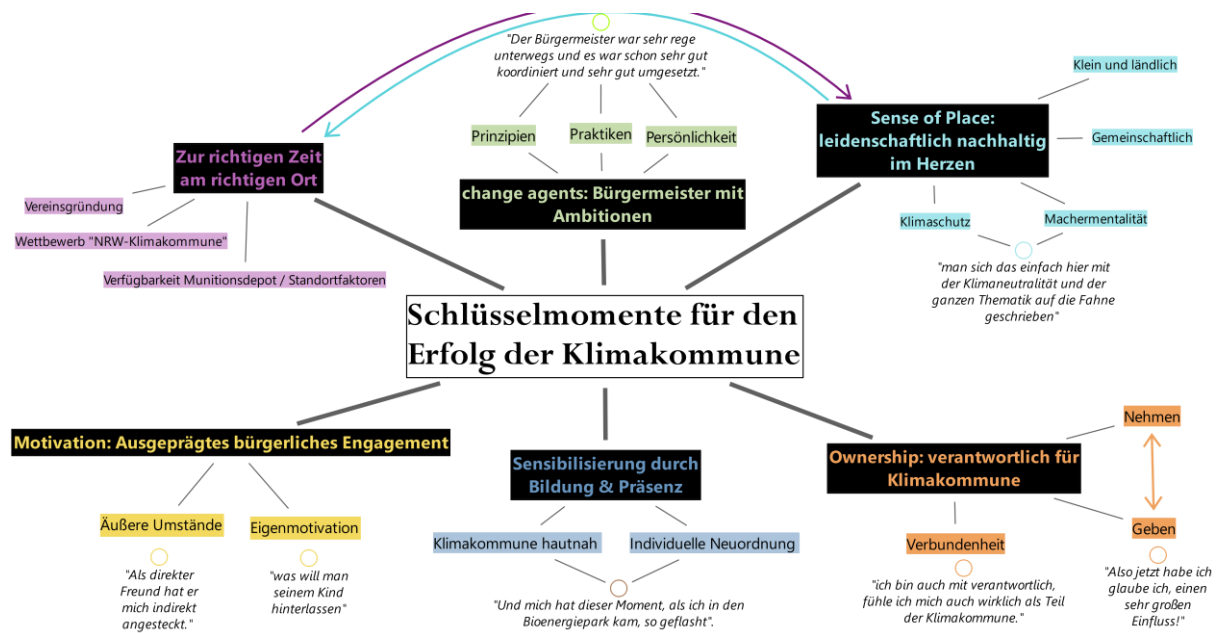 "Der Bürgermeister war sehr rege
unterwegs und es war schon sehr gut
koordiniert und sehr gut umgesetzt."
Prinzipien
Praktiken
Persönlichkeit
change agents: Bürgermeister mit
Ambitionen
Zur richtigen Zeit
am richtigen Ort
Vereinsgründung
Wettbewerb "NRW-Klimakommune"
Verfügbarkeit Munitionsdepot / Standortfaktoren
Sense of Place:
leidenschaftlich nachhaltig
im Herzen
Klein und ländlich
Gemeinschaftlich
Klimaschutz
Machermentalität
"man sich das einfach hier mit
der Klimaneutralität und der
ganzen Thematik auf die Fahne
geschrieben"
Schlüsselmomente für den
Erfolg der Klimakommune
Motivation: Ausgeprägtes bürgerliches Engagement
Äußere Umstände
Eigenmotivation
"Als direkter
Freund hat er
mich indirekt
angesteckt."
"was will man
seinem Kind
hinterlassen"
Sensibilisierung durch
Bildung & Präsenz
Klimakommune hautnah
Individuelle Neuordnung
"Und mich hat dieser Moment, als ich in den
Bioenergiepark kam, so geflasht".
Ownership: verantwortlich für
Klimakommune
Nehmen
Geben
Verbundenheit
"ich bin auch mit verantwortlich,
fühle ich mich auch wirklich als Teil
der Klimakommune."
"Also jetzt habe ich
glaube ich, einen
sehr großen
Einfluss!"